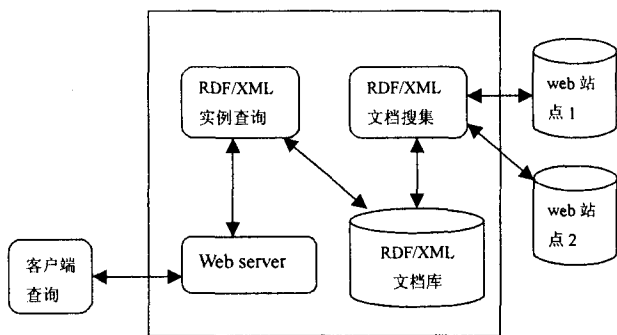 RDF/XML
实例查询
RDF/XML
文档搜集
web 站
点 1
web 站
点 2
客户端
查询
Web server
RDF/XML
文档库